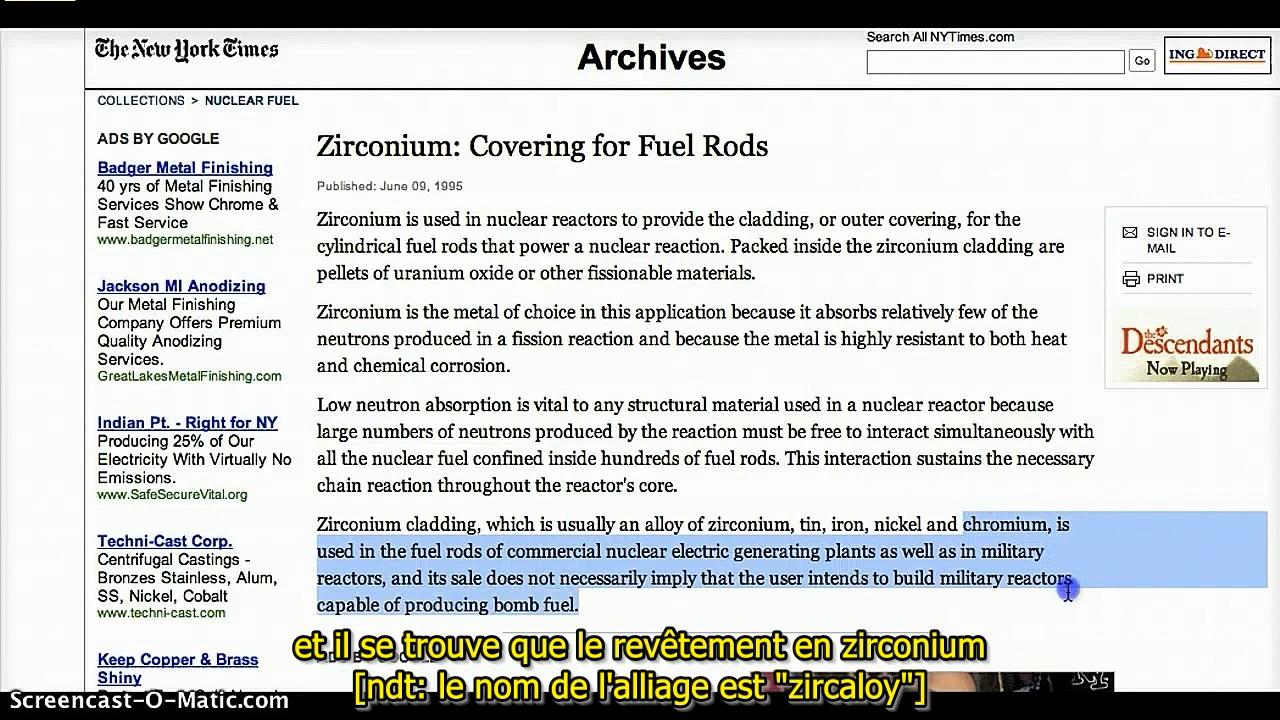 The New York Times
Archives
Search All NYTimes.com
Go
ING DIRECT
COLLECTIONS > NUCLEAR FUEL
ADS BY GOOGLE
Badger Metal Finishing
40 yrs of Metal Finishing
Services Show Chrome &
Fast Service
www.badgermetalfinishing.net
Jackson MI Anodizing
Our Metal Finishing
Company Offers Premium
Quality Anodizing
Services.
GreatLakesMetalFinishing.com
Indian Pt. - Right for NY
Producing 25% of Our
Electricity With Virtually No
Emissions.
www.SafeSecureVital.org
Techni-Cast Corp.
Centrifugal Castings -
Bronzes Stainless, Alum,
SS, Nickel, Cobalt
www.techni-cast.com
Keep Copper & Brass
Shiny
Zirconium: Covering for Fuel Rods
Published: June 09, 1995
Zirconium is used in nuclear reactors to provide the cladding, or outer covering, for the
cylindrical fuel rods that power a nuclear reaction. Packed inside the zirconium cladding are
pellets of uranium oxide or other fissionable materials.
Zirconium is the metal of choice in this application because it absorbs relatively few of the
neutrons produced in a fission reaction and because the metal is highly resistant to both heat
and chemical corrosion.
Low neutron absorption is vital to any structural material used in a nuclear reactor because
large numbers of neutrons produced by the reaction must be free to interact simultaneously with
all the nuclear fuel confined inside hundreds of fuel rods. This interaction sustains the necessary
chain reaction throughout the reactor's core.
Zirconium cladding, which is usually an alloy of zirconium, tin, iron, nickel and chromium, is
used in the fuel rods of commercial nuclear electric generating plants as well as in military
reactors, and its sale does not necessarily imply that the user intends to build military reactors
capable of producing bomb fuel.
SIGN IN TO E-
MAIL
PRINT
the Descendants
Now Playing
et il se trouve que le revêtement en zirconium
[ndt: le nom de l'alliage est "zircaloy"]
Screencast-O-Matic.com